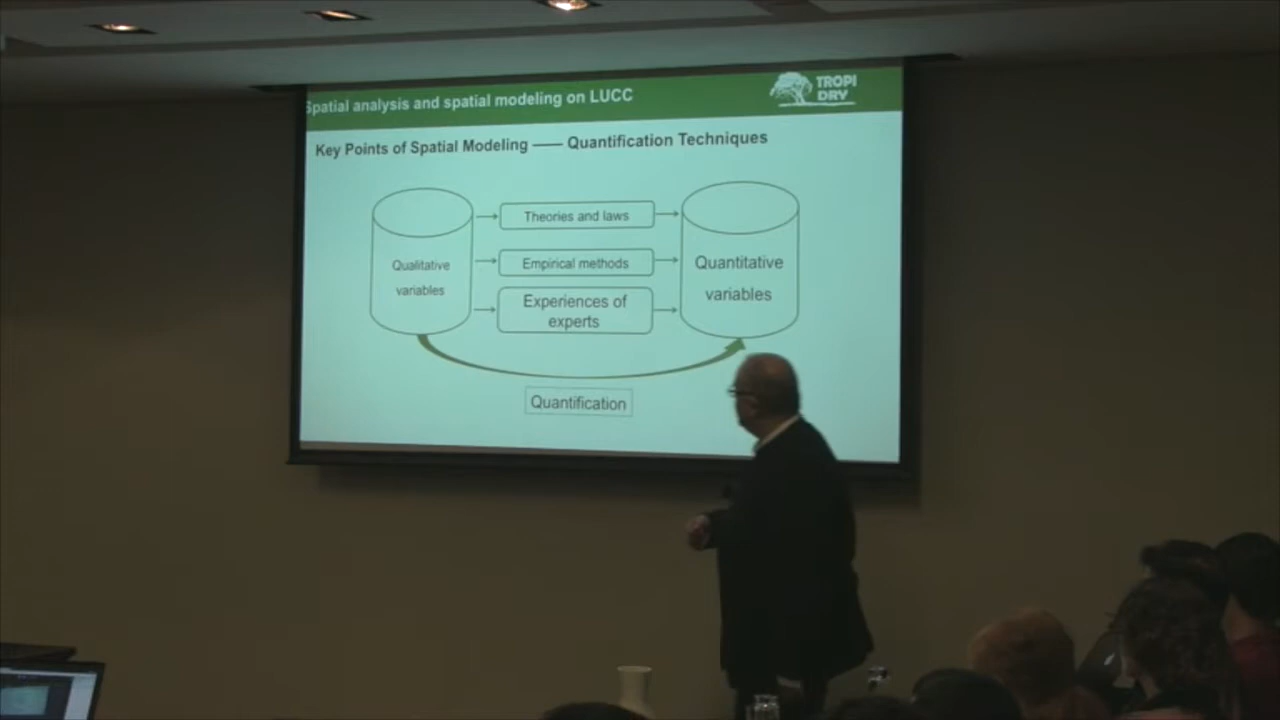 Spatial analysis and spatial modeling on LUCC
TROPI
DRY
Key Points of Spatial Modeling —— Quantification Techniques
Qualitative
variables
Theories and laws
Empirical methods
Experiences of
experts
Quantitative
variables
Quantification